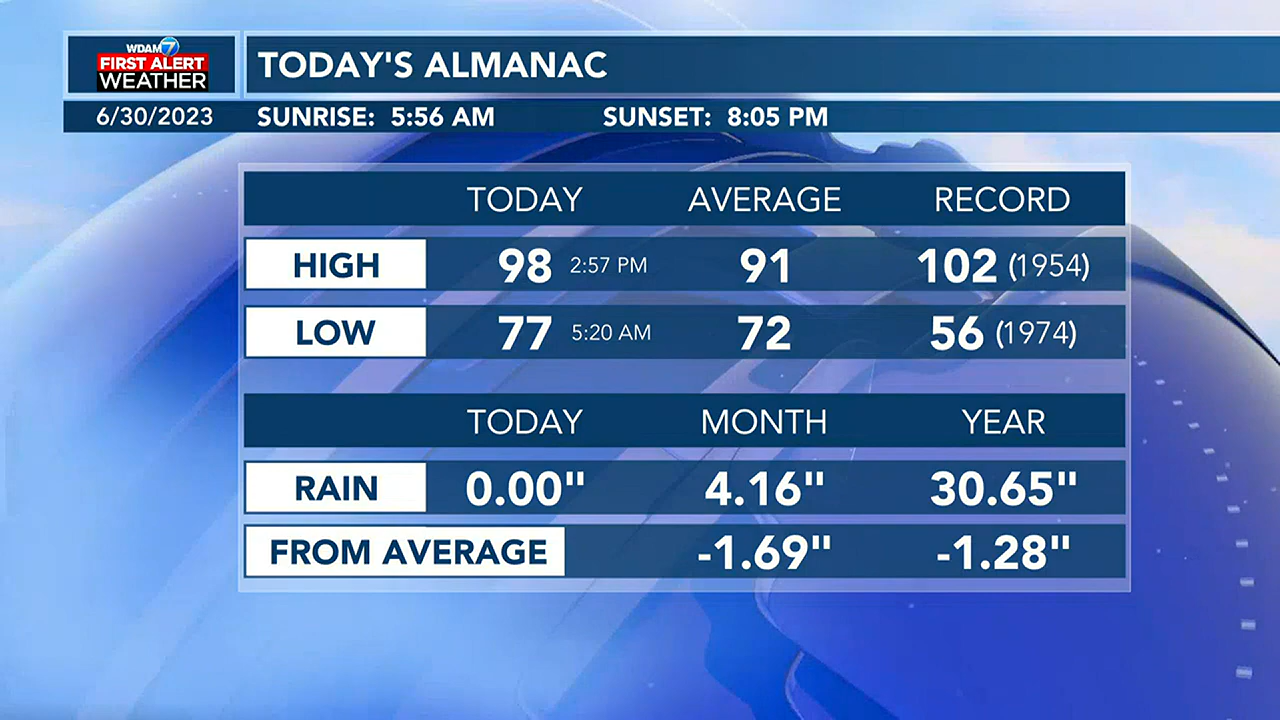 WDAM7
FIRST ALERT
WEATHER
TODAY'S ALMANAC
6/30/2023 SUNRISE: 5:56 AM SUNSET: 8:05 PM
TODAY AVERAGE RECORD
HIGH 98 2:57 PM 91 102 (1954)
LOW 77 5:20 AM 72 56 (1974)
TODAY MONTH YEAR
RAIN 0.00" 4.16" 30.65"
FROM AVERAGE -1.69" -1.28"